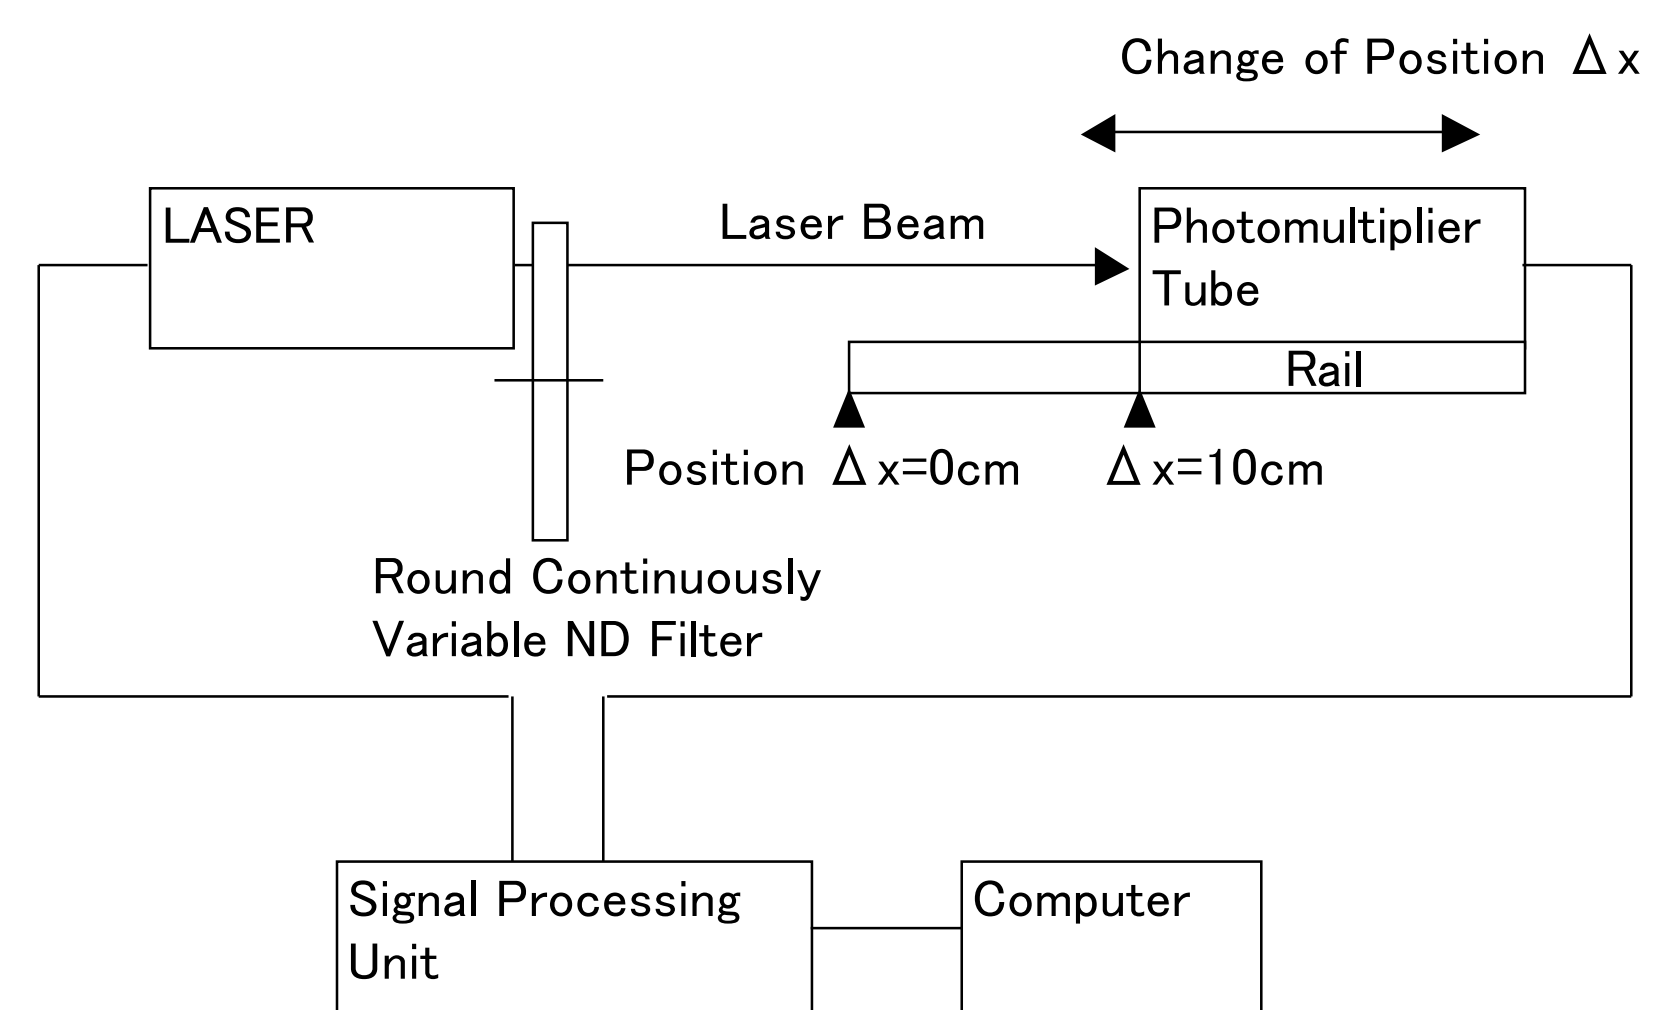 Change of Position Δx
LASER
Laser Beam
Photomultiplier
Tube
Rail
Position Δx=0cm
Δx=10cm
Round Continuously
Variable ND Filter
Signal Processing
Unit
Computer